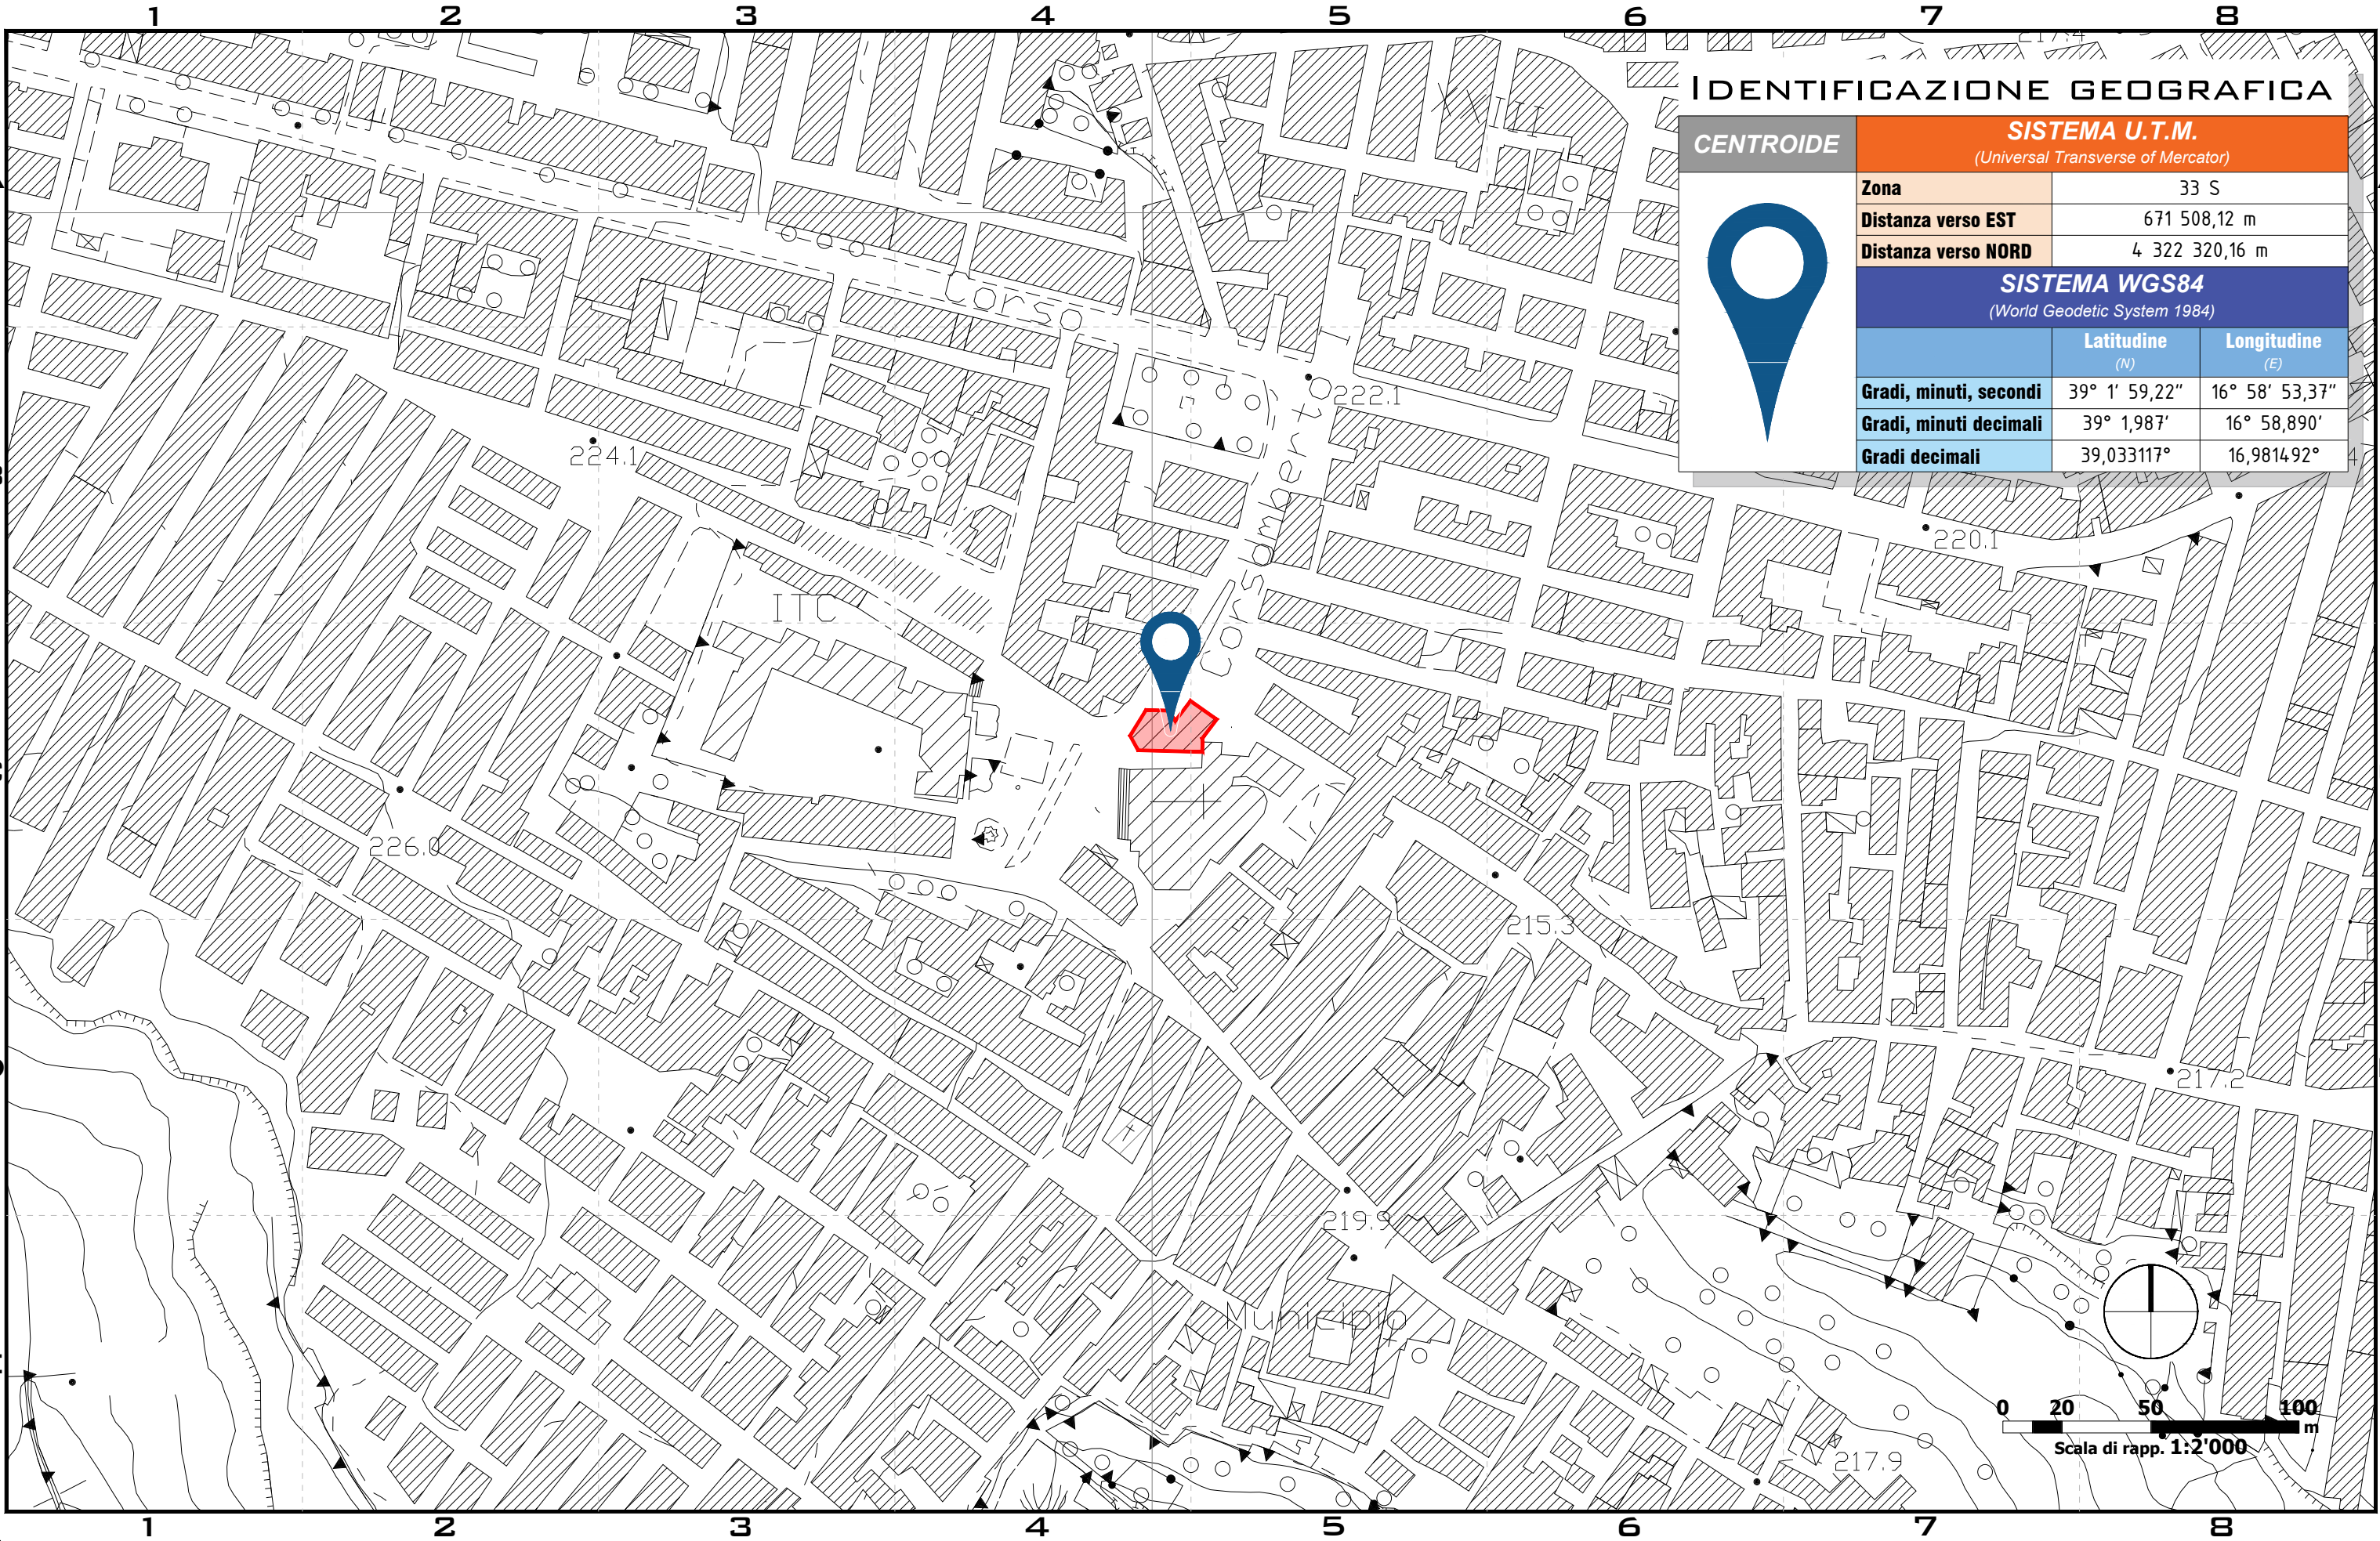 1 2 3 4 5 6 7 8
217.4
XXIII
IDENTIFICAZIONE GEOGRAFICA
CENTROIDE
SISTEMA U.T.M.
(Universal Transverse of Mercator)
Zona 33 S
Distanza verso EST 671 508,12 m
Distanza verso NORD 4 322 320,16 m
SISTEMA WGS84
(World Geodetic System 1984)
Latitudine Longitudine
(N) (E)
Gradi, minuti, secondi 39° 1' 59,22" 16° 58' 53,37"
Gradi, minuti decimali 39° 1,987' 16° 58,890'
Gradi decimali 39,033117° 16,981492°
Corso
Umberto
Corso
222.1
224.1
220.1
ITC
226.0
215.3
217.2
219.9
Municipio
217.9
0 20 50 100
m
Scala di rapp. 1:2'000
1 2 3 4 5 6 7 8